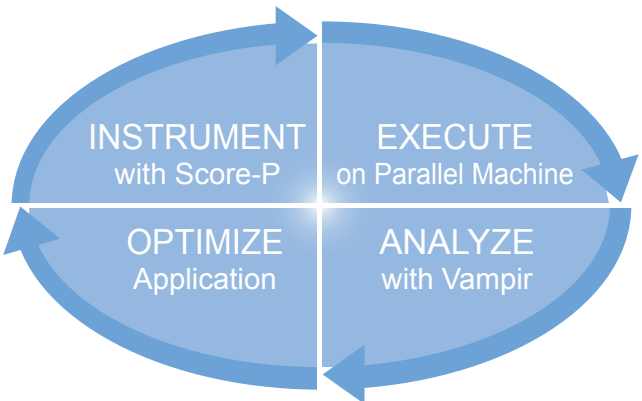 INSTRUMENT
with Score-P
EXECUTE
on Parallel Machine
OPTIMIZE
Application
ANALYZE
with Vampir